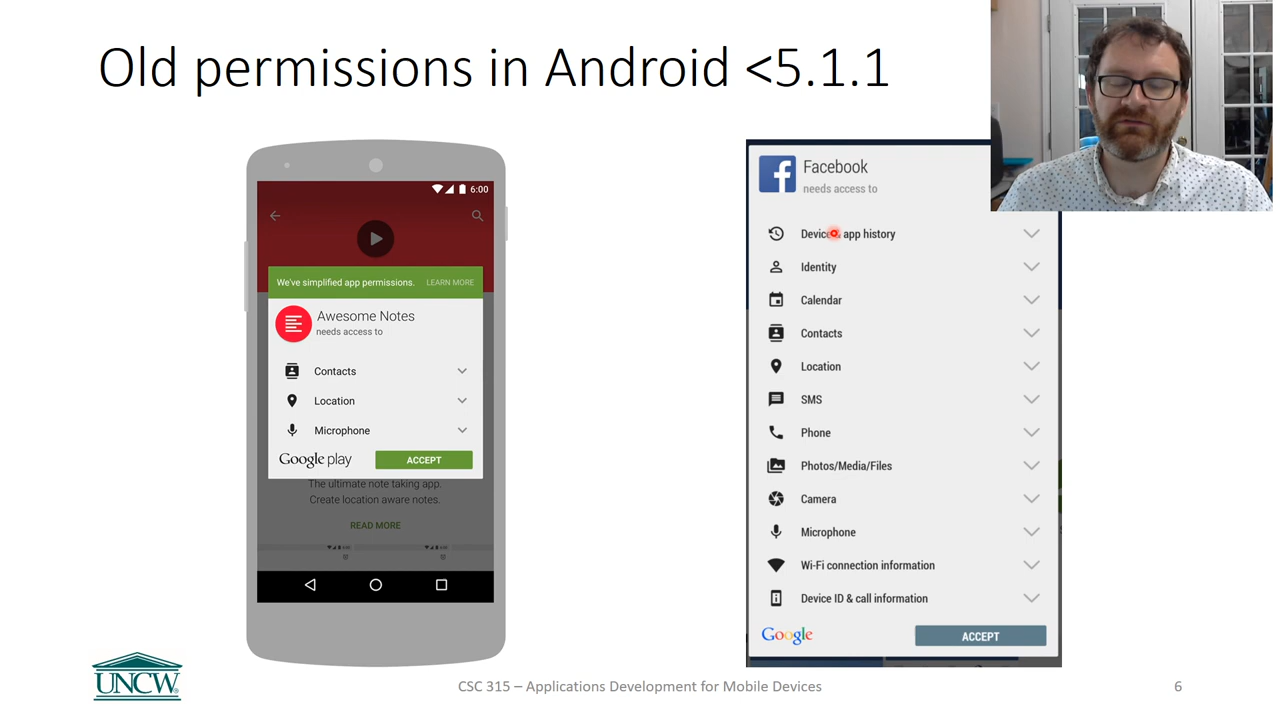 Old permissions in Android <5.1.1
6:00
We've simplified app permissions. LEARN MORE
Awesome Notes
needs access to
Contacts
Location
Microphone
Google play ACCEPT
The ultimate note taking app.
Create location aware notes.
READ MORE
Facebook
needs access to
app history
Identity
Calendar
Contacts
Location
SMS
Phone
Photos/Media/Files
Camera
Microphone
Wi-Fi connection information
Device ID & call information
Google ACCEPT
UNCW
CSC 315 – Applications Development for Mobile Devices
6